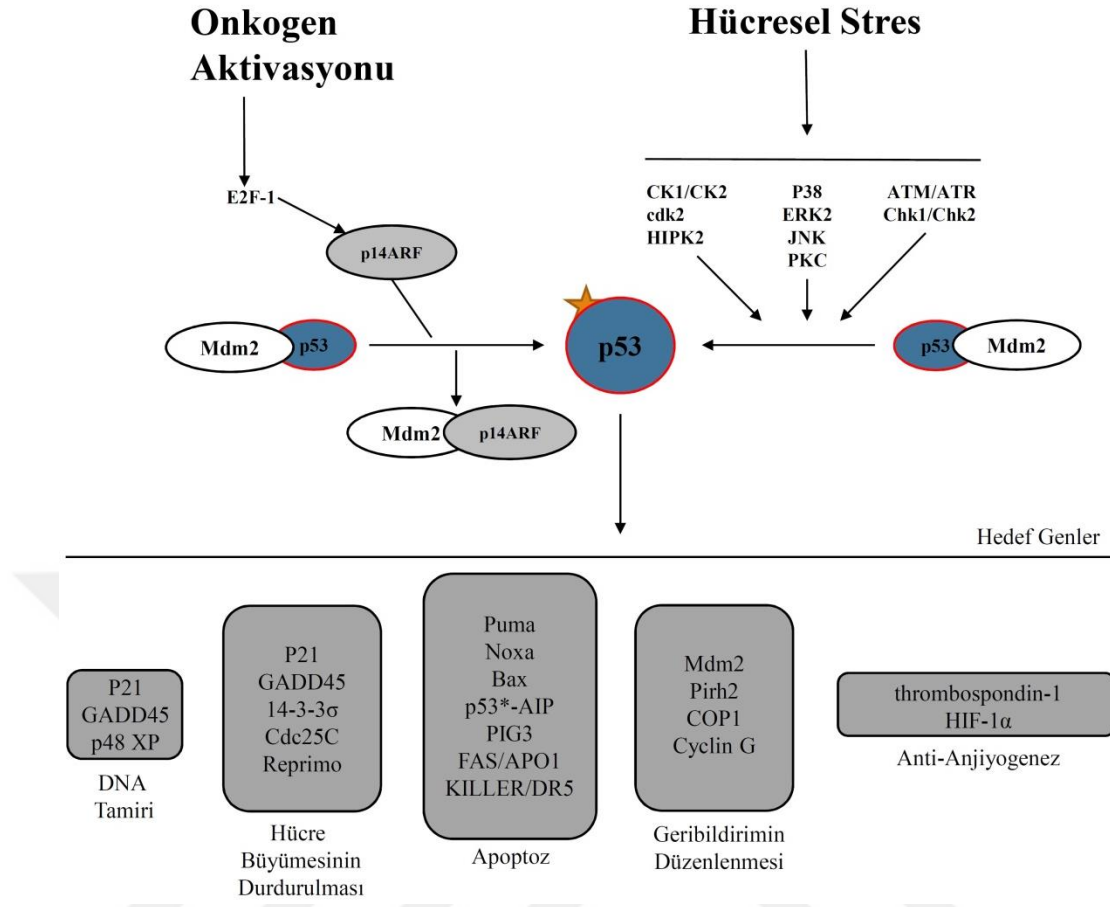 Onkogen
Aktivasyonu
Hücresel Stres
E2F-1
p14ARF
CK1/CK2
cdk2
HIPK2
P38
ERK2
JNK
PKC
ATM/ATR
Chk1/Chk2
Mdm2
p53
p53
p53
Mdm2
Mdm2
p14ARF
Hedef Genler
P21
GADD45
p48 XP
DNA
Tamiri
P21
GADD45
14-3-3σ
Cdc25C
Reprimo
Hücre
Büyümesinin
Durdurulması
Puma
Noxa
Bax
p53*-AIP
PIG3
FAS/APO1
KILLER/DR5
Apoptoz
Mdm2
Pirh2
COP1
Cyclin G
Geribildirimin
Düzenlenmesi
thrombospondin-1
HIF-1α
Anti-Anjiyogenez